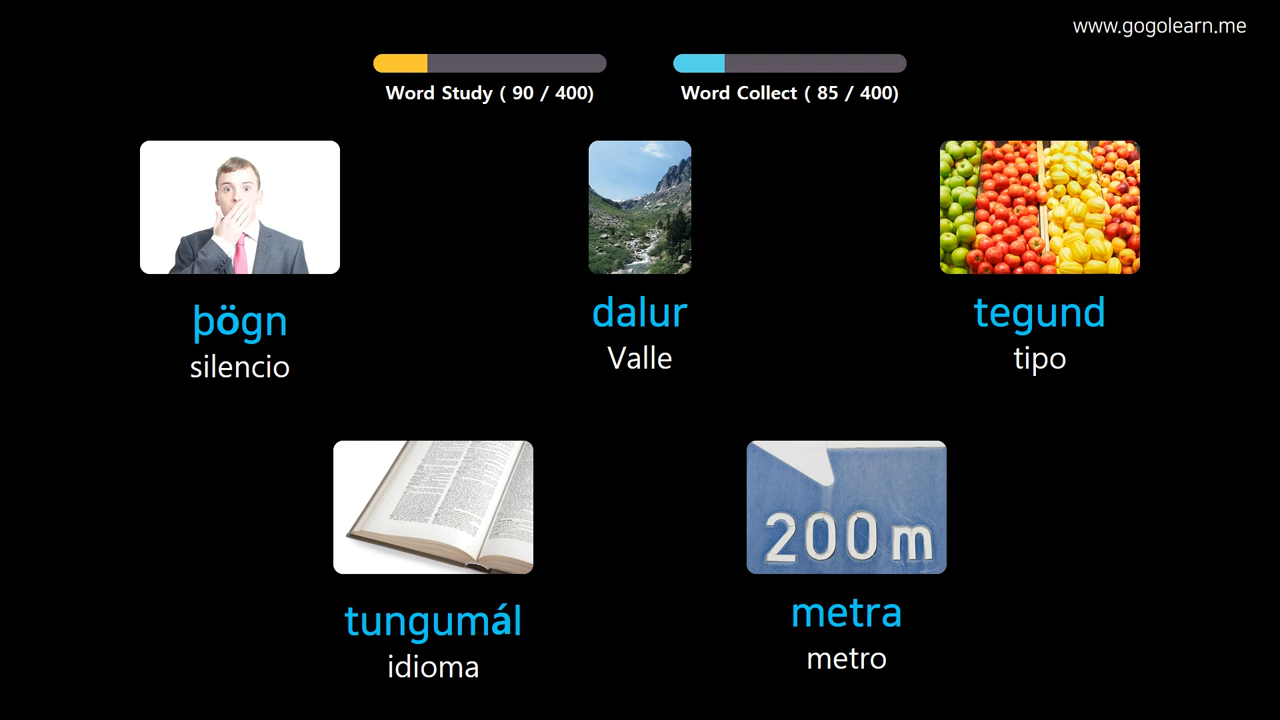 www.gogolearn.me
Word Study ( 90 / 400)
Word Collect ( 85 / 400)
þögn
silencio
dalur
Valle
tegund
tipo
200 m
tungumál
idioma
metra
metro